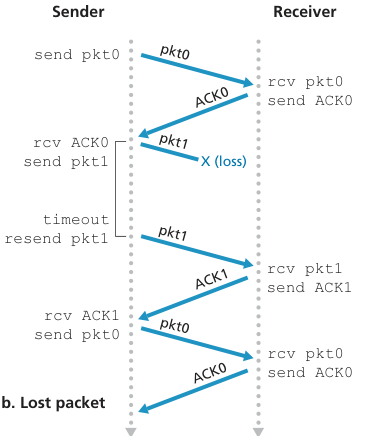 Sender Receiver
send pkt0
pkt0
rcv pkt0
send ACK0
ACK0
rcv ACK0
send pkt1
pkt1
X (loss)
timeout
resend pkt1
pkt1
rcv pkt1
send ACK1
ACK1
rcv ACK1
send pkt0
pkt0
rcv pkt0
send ACK0
ACK0
b. Lost packet